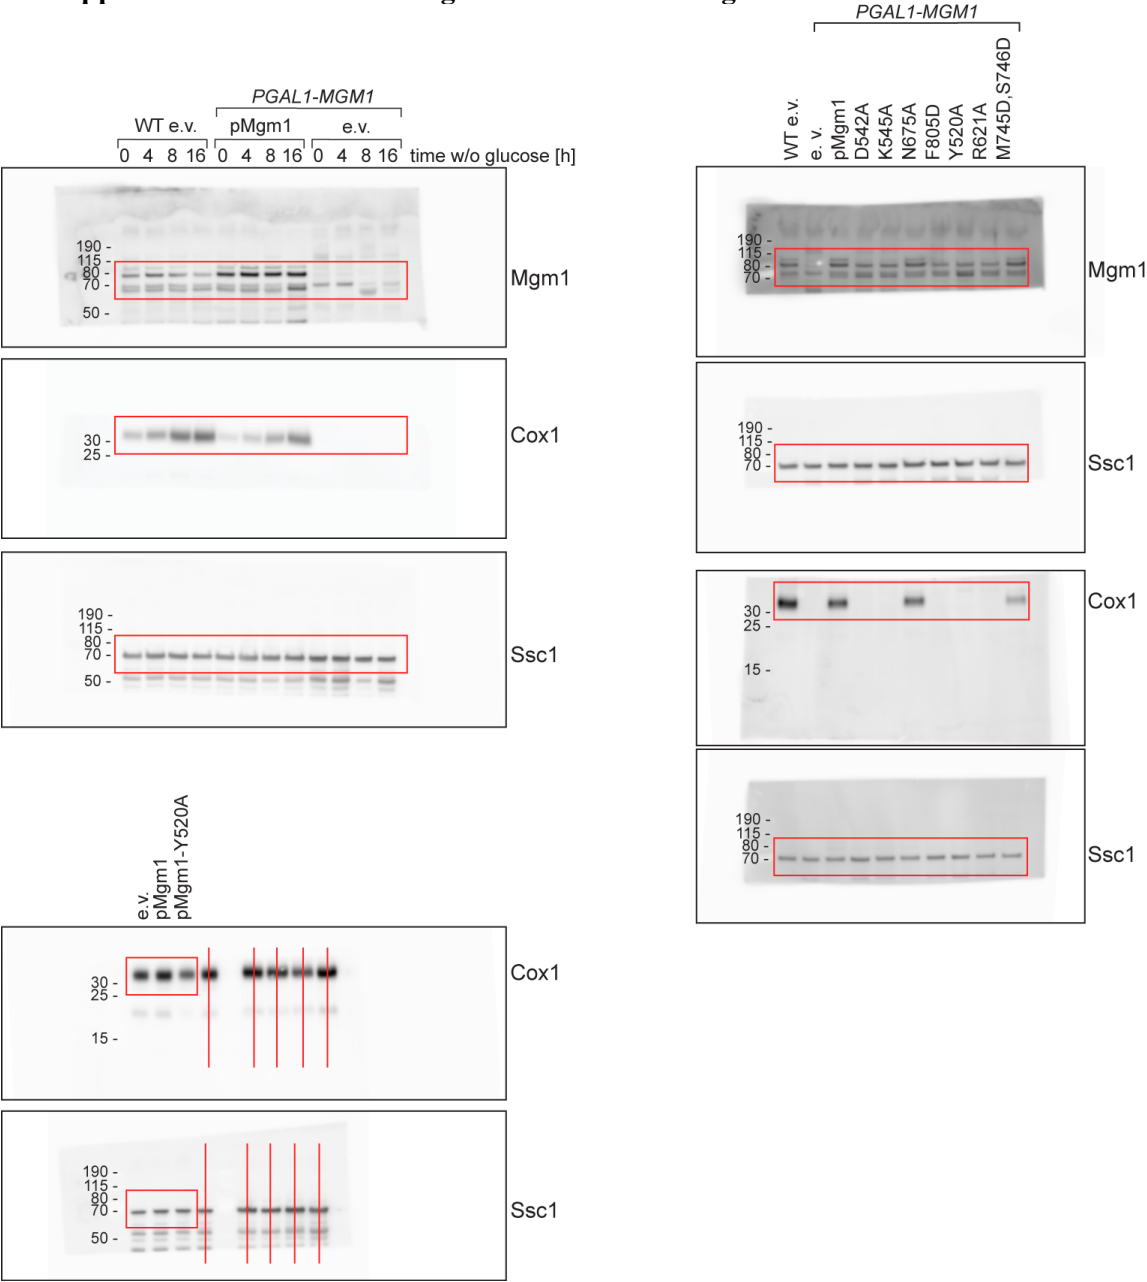 PGAL1-MGM1
WT e.v. pMgm1 e.v.
0 4 8 16 0 4 8 16 0 4 8 16 time w/o glucose [h]
190 -
115 -
80 -
70 -
50 -
Mgm1
30 -
25 -
Cox1
190 -
115 -
80 -
70 -
50 -
Ssc1
e.v.
pMgm1
pMgm1-Y520A
30 -
25 -
15 -
Cox1
190 -
115 -
80 -
70 -
50 -
Ssc1
PGAL1-MGM1
WT e.v.
e. v.
pMgm1
D542A
K545A
N675A
F805D
Y520A
R621A
M745D,S746D
190 -
115 -
80 -
70 -
Mgm1
190 -
115 -
80 -
70 -
Ssc1
30 -
25 -
15 -
Cox1
190 -
115 -
80 -
70 -
Ssc1